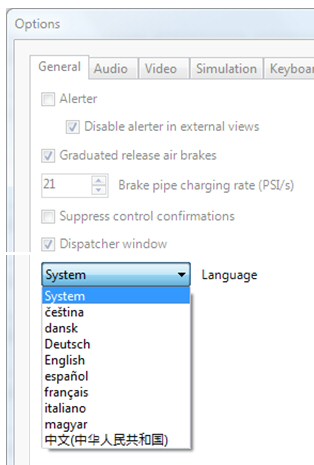 Options
General Audio Video Simulation Keyboar
Alerter
Disable alerter in external views
Graduated release air brakes
21 Brake pipe charging rate (PSI/s)
Suppress control confirmations
Dispatcher window
System Language
System
čeština
dansk
Deutsch
English
español
français
italiano
magyar
中文(中华人民共和国)